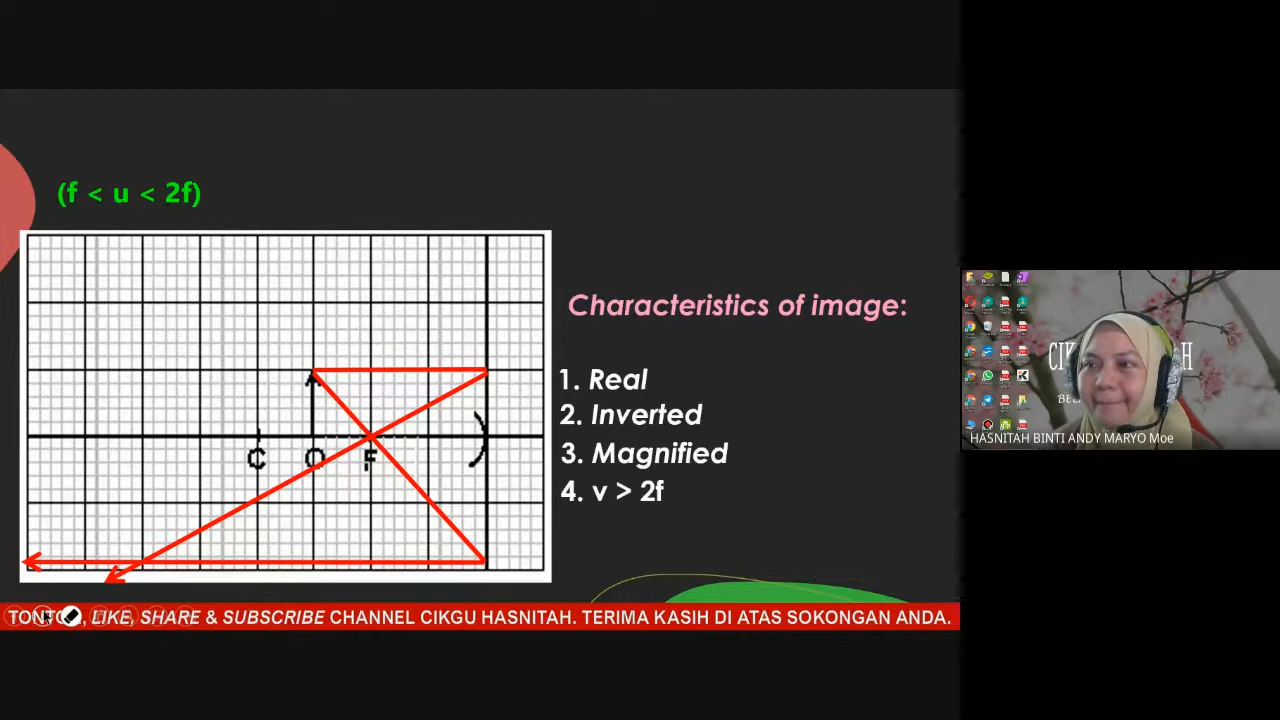 (f < u < 2f)
C O F
Characteristics of image:
1. Real
2. Inverted
3. Magnified
4. v > 2f
HASNITAH BINTI ANDY MARYO Moe
LIKE, SHARE & SUBSCRIBE CHANNEL CIKGU HASNITAH. TERIMA KASIH DI ATAS SOKONGAN ANDA.